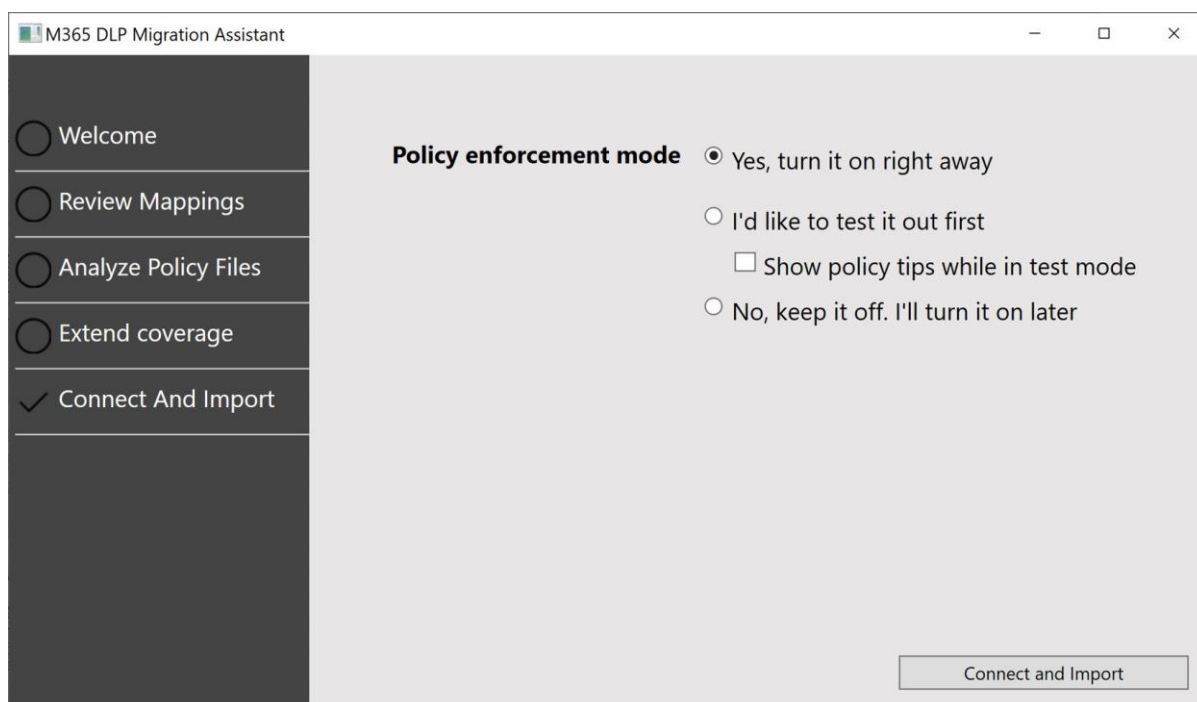 M365 DLP Migration Assistant
Welcome
Review Mappings
Analyze Policy Files
Extend coverage
Connect And Import
Policy enforcement mode
Yes, turn it on right away
I'd like to test it out first
Show policy tips while in test mode
No, keep it off. I'll turn it on later
Connect and Import